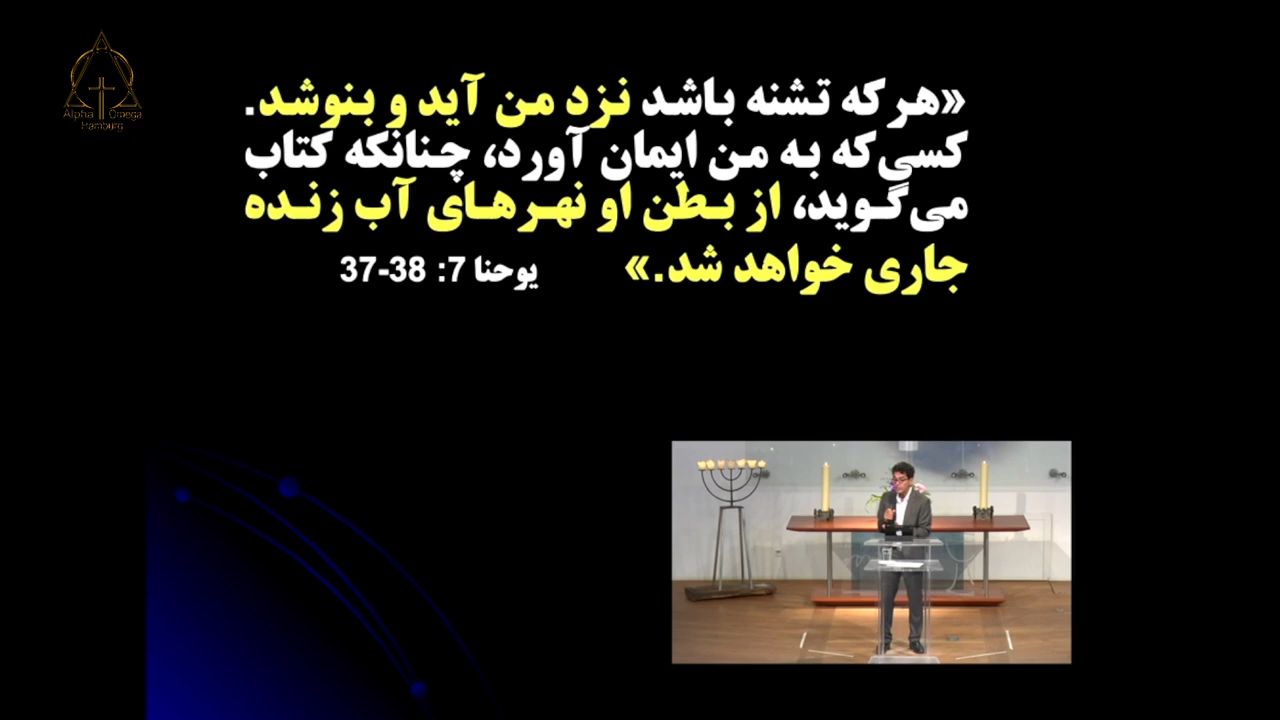 Alpha Omega
Hamburg
«هرکه تشنه باشد نزد من آید و بنوشد.
کسی‌که به من ایمان آورد، چنانکه کتاب
می‌گوید، از بطن او نهرهای آب زنده
جاری خواهد شد.» یوحنا 7: 38-37